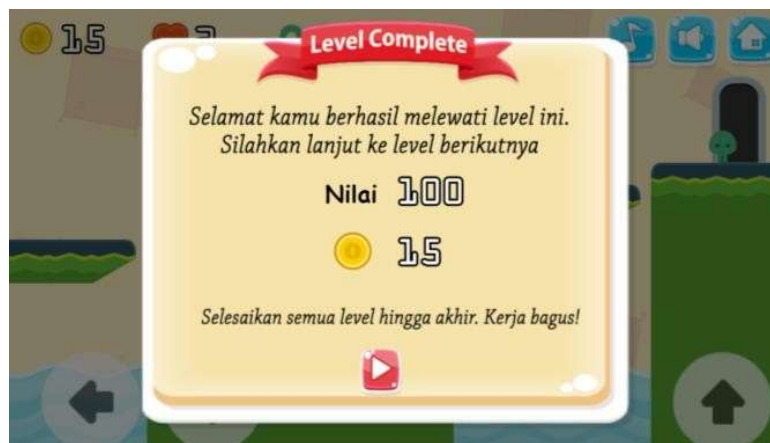 15
Level Complete
Selamat kamu berhasil melewati level ini.
Silahkan lanjut ke level berikutnya
Nilai 100
15
Selesaikan semua level hingga akhir. Kerja bagus!